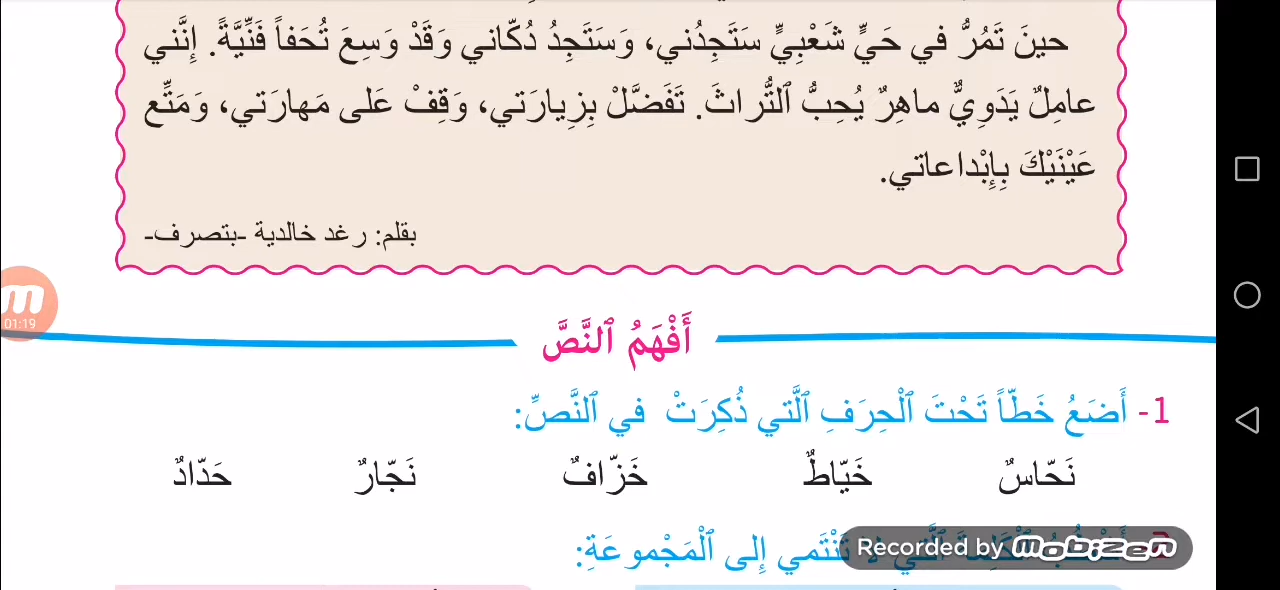 حينَ تَمُرُّ في حَيٍّ شَعْبِيٍّ سَتَجِدُني، وَسَتَجِدُ دُكّاني وَقَدْ وَسِعَ تُحَفاً فَنِّيَّةً. إِنَّني
عامِلٌ يَدَوِيٌّ ماهِرٌ يُحِبُّ ٱلتُّراثَ. تَفَضَّلْ بِزِيارَتي، وَقِفْ عَلى مَهارَتي، وَمَتِّع
عَيْنَيْكَ بِإِبْداعاتي.
بقلم: رغد خالدية -بتصرف-
01:19
أَفْهَمُ ٱلنَّصَّ
1- أَضَعُ خَطّاً تَحْتَ ٱلْحِرَفِ ٱلَّتي ذُكِرَتْ في ٱلنَّصِّ:
نَحّاسٌ خَيّاطٌ خَزّافٌ نَجّارٌ حَدّادٌ
تَنْتَمي إِلى ٱلْمَجْموعَةِ:
Recorded by mobizen